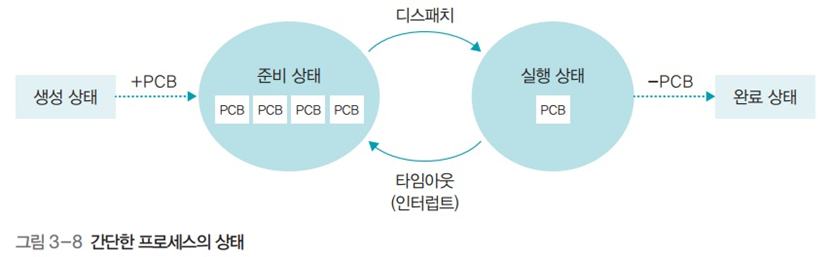 디스패치
생성 상태
+PCB
준비 상태
PCB PCB PCB PCB
실행 상태
PCB
-PCB
완료 상태
타임아웃
(인터럽트)
그림 3-8 간단한 프로세스의 상태